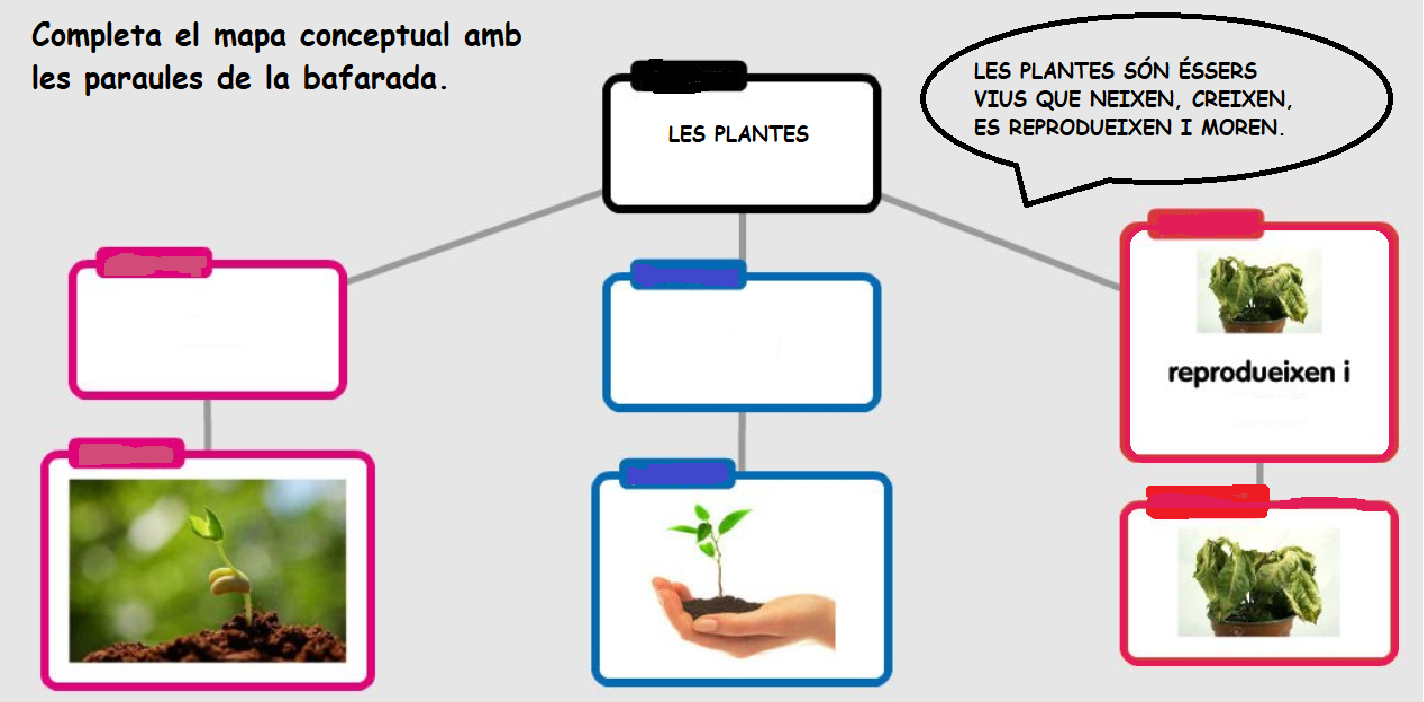 Completa el mapa conceptual amb
les paraules de la bafarada.
LES PLANTES
LES PLANTES SÓN ÉSSERS
VIUS QUE NEIXEN, CREIXEN,
ES REPRODUEIXEN I MOREN.
reprodueixen i